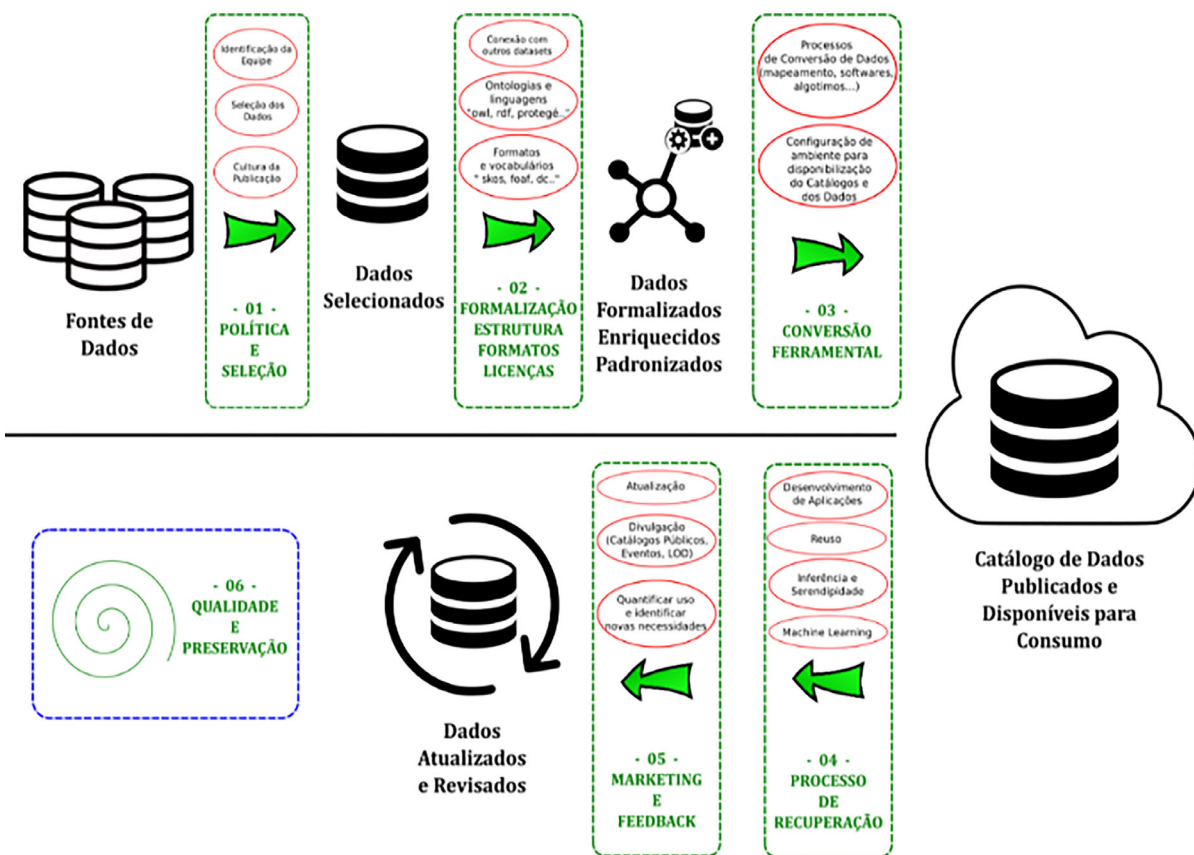 Identificação da
Equipe
Seleção dos
Dados
Cultura da
Publicação
Fontes de
Dados
- 01 -
POLÍTICA
E
SELEÇÃO
Dados
Selecionados
Conexão com
outros datasets
Ontologias e
linguagens
"owl, rdf, protegé.."
Formatos
e vocabulários
" skos, foaf, dc.."
- 02 -
FORMALIZAÇÃO
ESTRUTURA
FORMATOS
LICENÇAS
Dados
Formalizados
Enriquecidos
Padronizados
Processos
de Conversão de Dados
(mapeamento, softwares,
algotimos...)
Configuração de
ambiente para
disponibilização
do Catálogos e
dos Dados
- 03 -
CONVERSÃO
FERRAMENTAL
Catálogo de Dados
Publicados e
Disponíveis para
Consumo
Desenvolvimento
de Aplicações
Reuso
Inferência e
Serendipidade
Machine Learning
- 04 -
PROCESSO
DE
RECUPERAÇÃO
Atualização
Divulgação
(Catálogos Públicos,
Eventos, LOD)
Quantificar uso
e identificar
novas necessidades
- 05 -
MARKETING
E
FEEDBACK
Dados
Atualizados
e Revisados
- 06 -
QUALIDADE
E
PRESERVAÇÃO